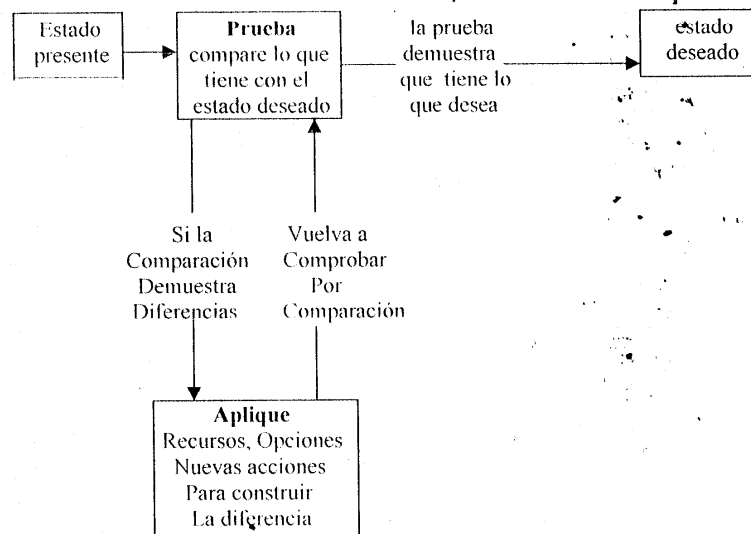 Estado
presente
Prueba
compare lo que
tiene con el
estado deseado
la prueba
demuestra
que tiene lo
que desea
estado
deseado
Si la
Comparación
Demuestra
Diferencias
Vuelva a
Comprobar
Por
Comparación
Aplique
Recursos, Opciones
Nuevas acciones
Para construir
La diferencia